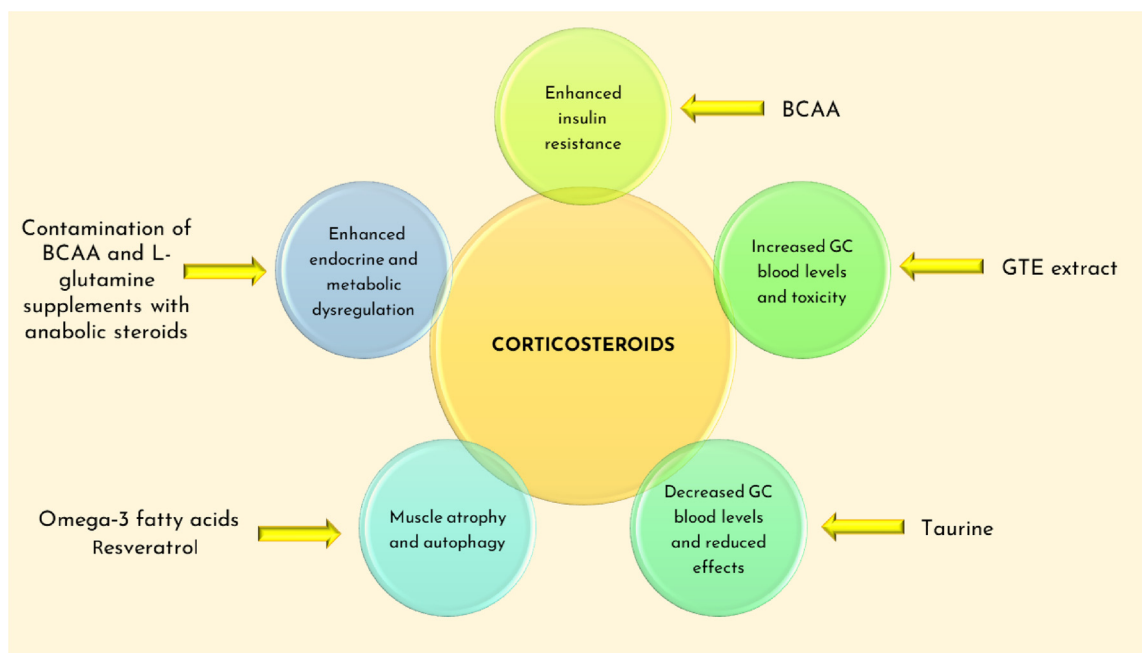 Enhanced
insulin
resistance
BCAA
Contamination of
BCAA and L-
glutamine
supplements with
anabolic steroids
Enhanced
endocrine and
metabolic
dysregulation
Increased GC
blood levels
and toxicity
GTE extract
CORTICOSTEROIDS
Omega-3 fatty acids
Resveratrol
Muscle atrophy
and autophagy
Decreased GC
blood levels
and reduced
effects
Taurine